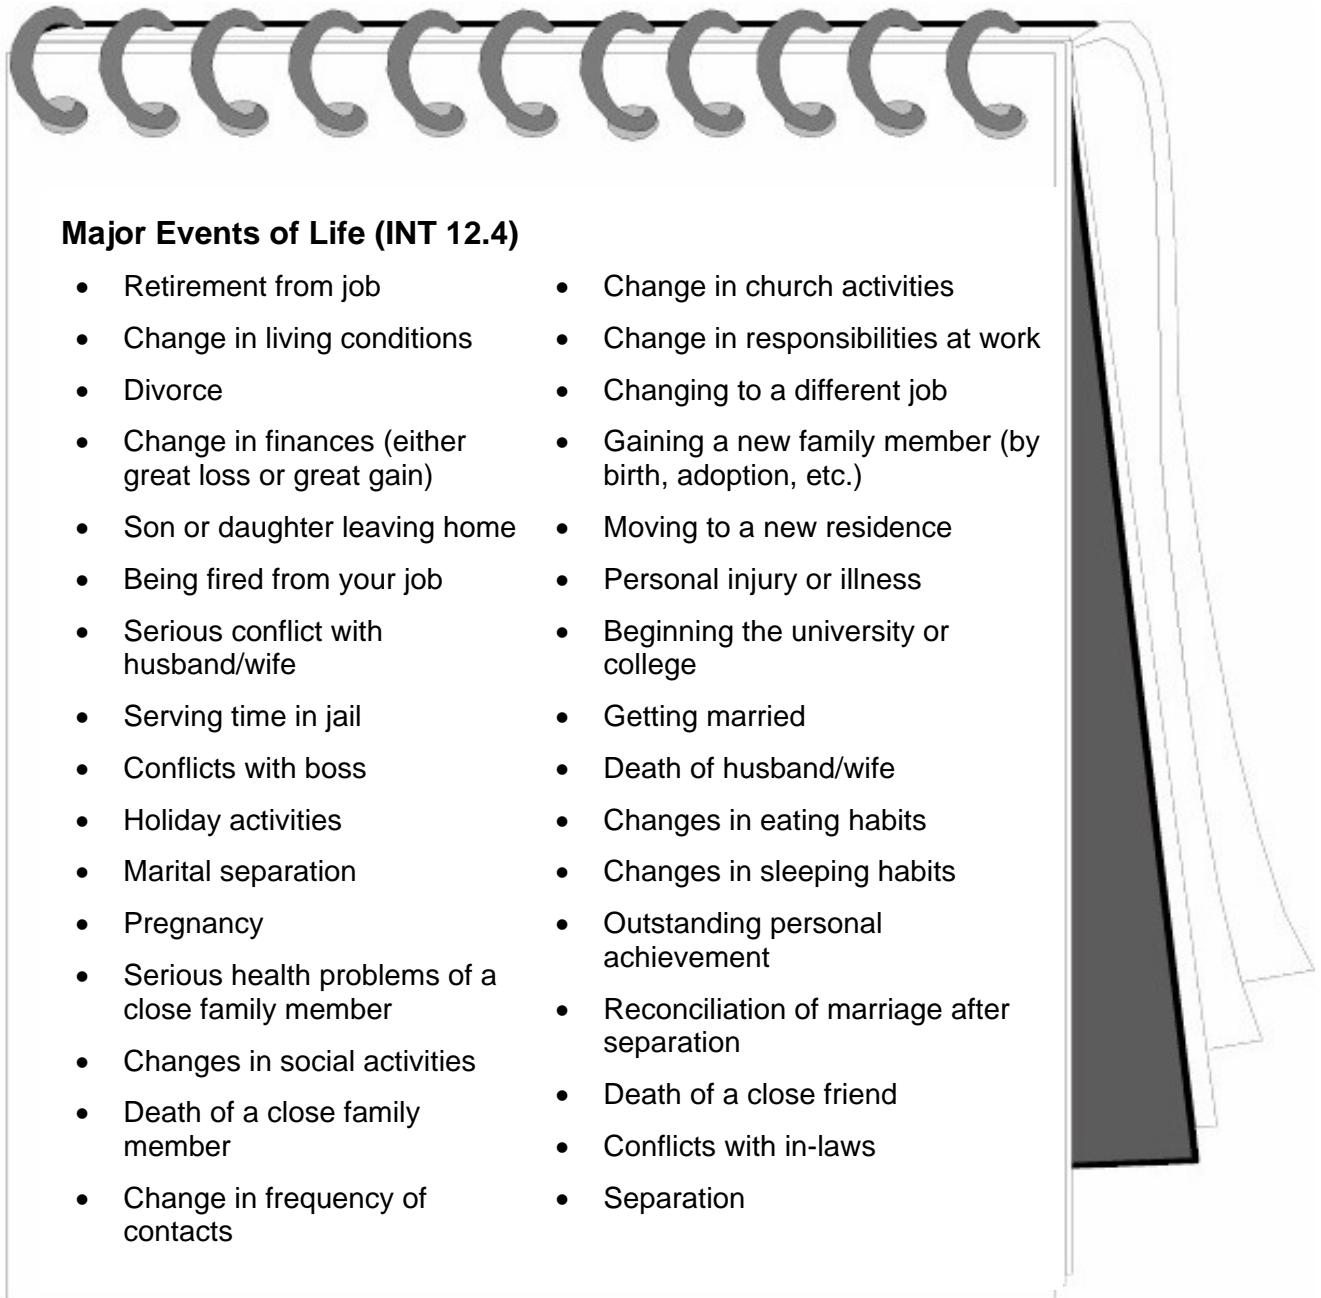 Major Events of Life (INT 12.4)
• Retirement from job
• Change in living conditions
• Divorce
• Change in finances (either
great loss or great gain)
• Son or daughter leaving home
• Being fired from your job
• Serious conflict with
husband/wife
• Serving time in jail
• Conflicts with boss
• Holiday activities
• Marital separation
• Pregnancy
• Serious health problems of a
close family member
• Changes in social activities
• Death of a close family
member
• Change in frequency of
contacts
• Change in church activities
• Change in responsibilities at work
• Changing to a different job
• Gaining a new family member (by
birth, adoption, etc.)
• Moving to a new residence
• Personal injury or illness
• Beginning the university or
college
• Getting married
• Death of husband/wife
• Changes in eating habits
• Changes in sleeping habits
• Outstanding personal
achievement
• Reconciliation of marriage after
separation
• Death of a close friend
• Conflicts with in-laws
• Separation